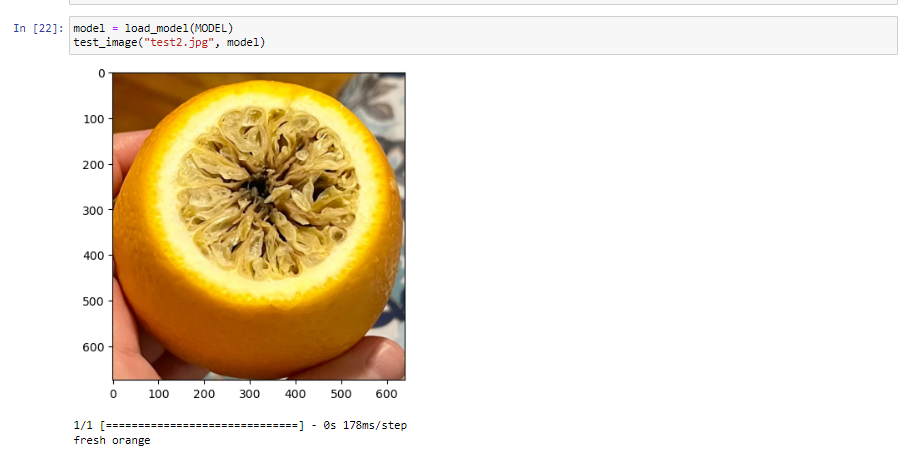 In [22]: model = load_model(MODEL)
test_image("test2.jpg", model)
0
100
200
300
400
500
600
0 100 200 300 400 500 600
1/1 [==============================] - 0s 178ms/step
fresh orange